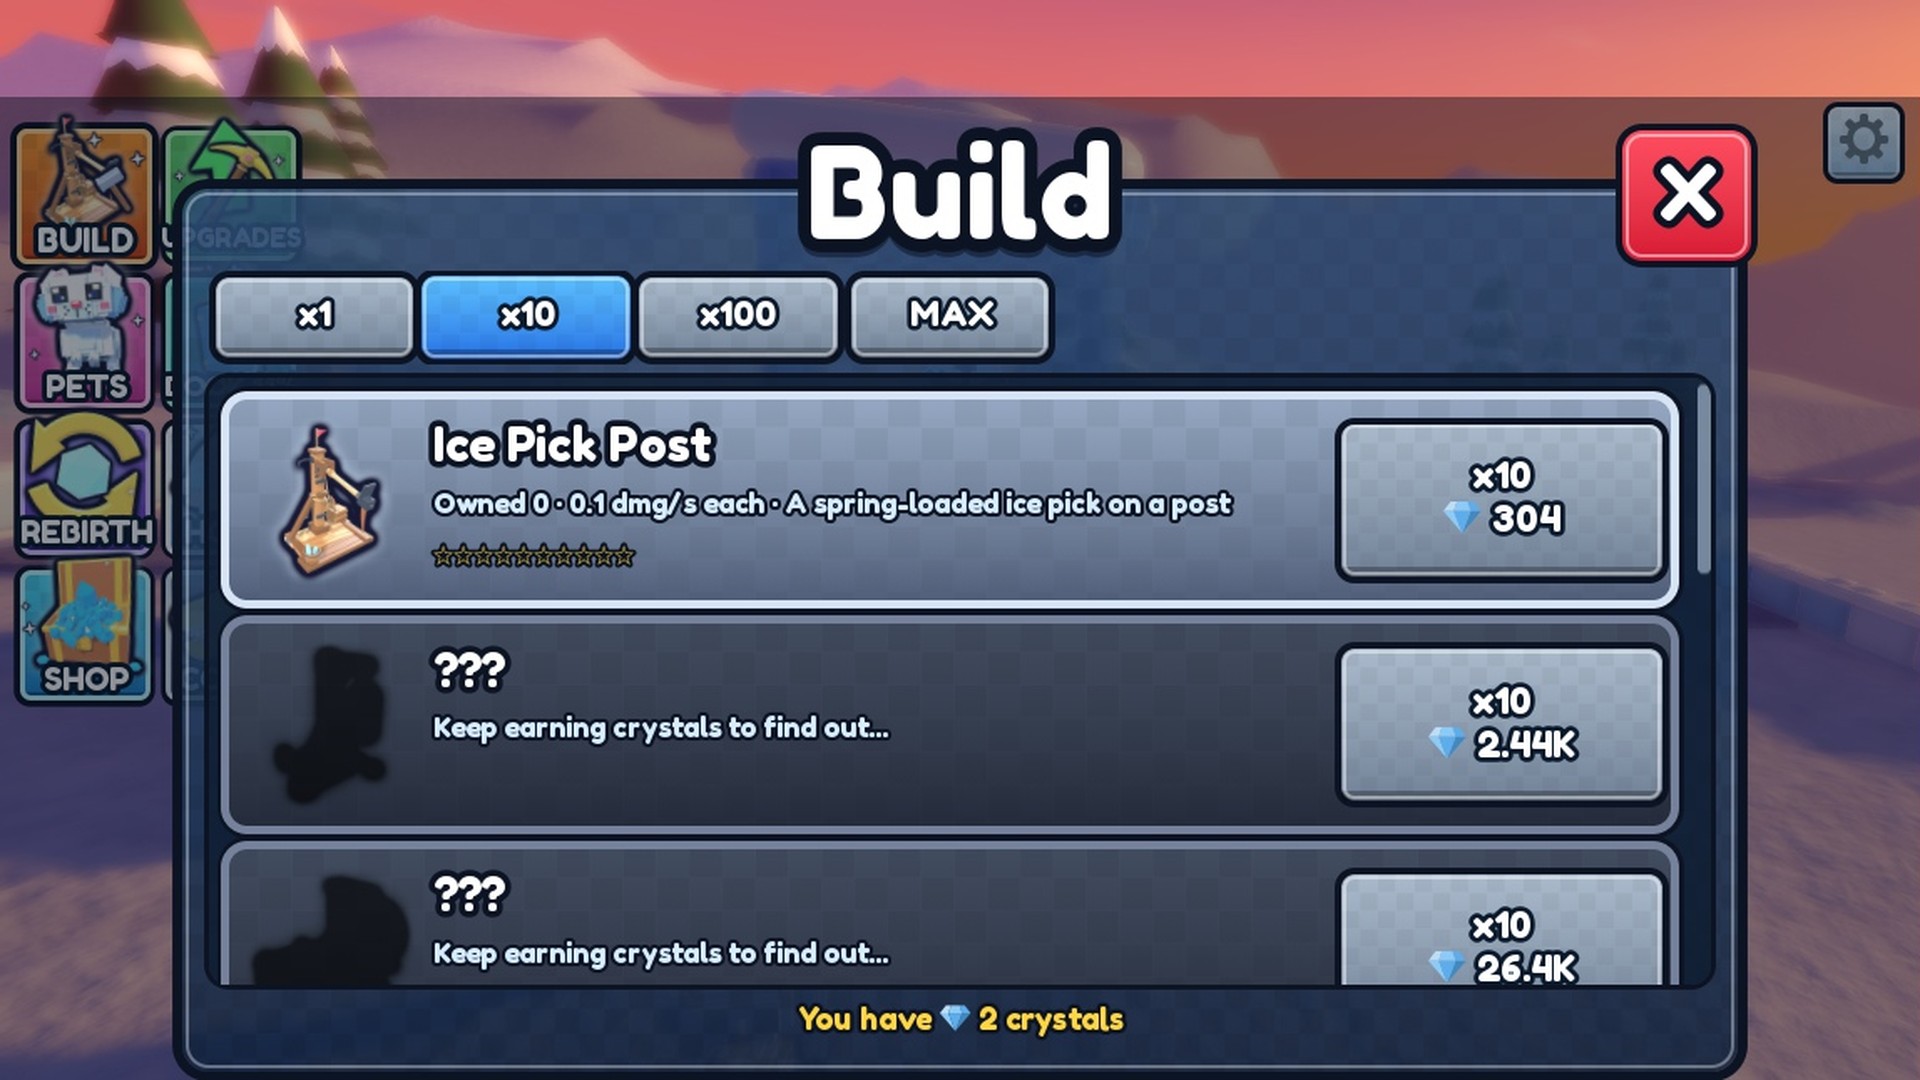 Build
BUILD
UPGRADES
PETS
REBIRTH
SHOP
x1
x10
x100
MAX
Ice Pick Post
Owned 0 · 0.1 dmg/s each · A spring-loaded ice pick on a post
☆☆☆☆☆☆☆☆☆☆
x10
304
???
Keep earning crystals to find out...
x10
2.44K
???
Keep earning crystals to find out...
x10
26.4K
You have 2 crystals